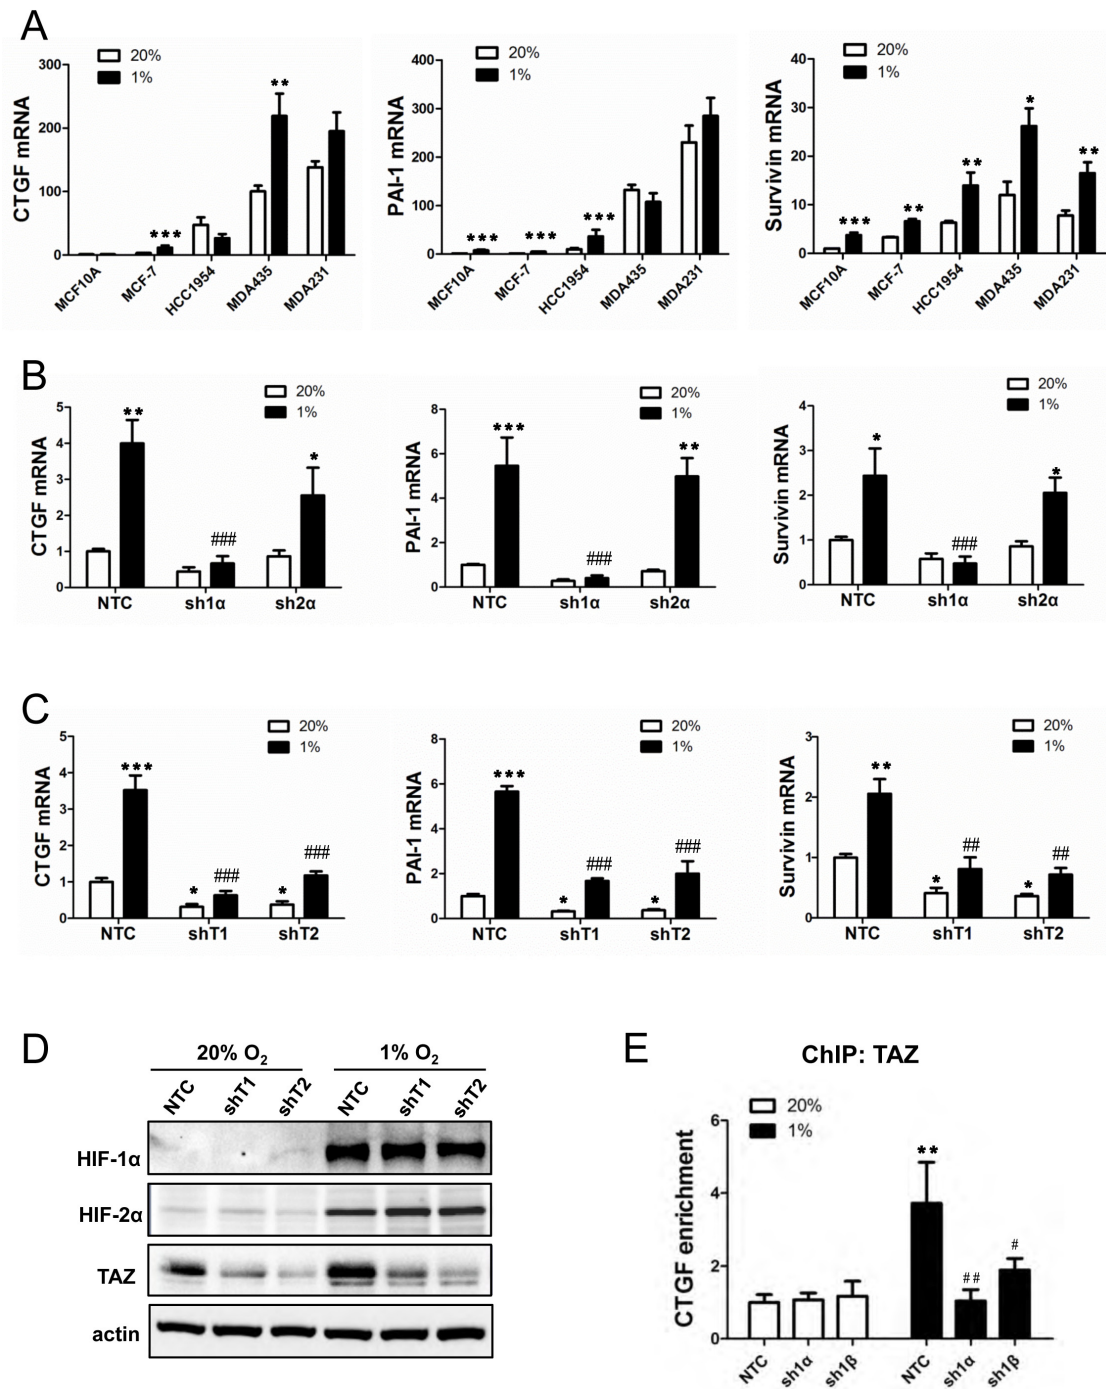 A
20%
1%
CTGF mRNA
300
200
100
0
**
***
MCF10A
MCF-7
HCC1954
MDA435
MDA231
20%
1%
PAI-1 mRNA
400
300
200
100
0
***
***
***
MCF10A
MCF-7
HCC1954
MDA435
MDA231
20%
1%
Survivin mRNA
40
30
20
10
0
***
**
**
*
**
MCF10A
MCF-7
HCC1954
MDA435
MDA231
B
20%
1%
CTGF mRNA
5
4
3
2
1
0
**
###
*
NTC
sh1α
sh2α
20%
1%
PAI-1 mRNA
8
6
4
2
0
***
###
**
NTC
sh1α
sh2α
20%
1%
Survivin mRNA
4
3
2
1
0
*
###
*
NTC
sh1α
sh2α
C
20%
1%
CTGF mRNA
5
4
3
2
1
0
***
*
###
*
###
NTC
shT1
shT2
20%
1%
PAI-1 mRNA
8
6
4
2
0
***
*
###
*
###
NTC
shT1
shT2
20%
1%
Survivin mRNA
3
2
1
0
**
*
##
*
##
NTC
shT1
shT2
D
20% O₂
1% O₂
NTC
shT1
shT2
NTC
shT1
shT2
HIF-1α
HIF-2α
TAZ
actin
E
ChIP: TAZ
20%
1%
CTGF enrichment
6
4
2
0
**
##
#
NTC
sh1α
sh1β
NTC
sh1α
sh1β